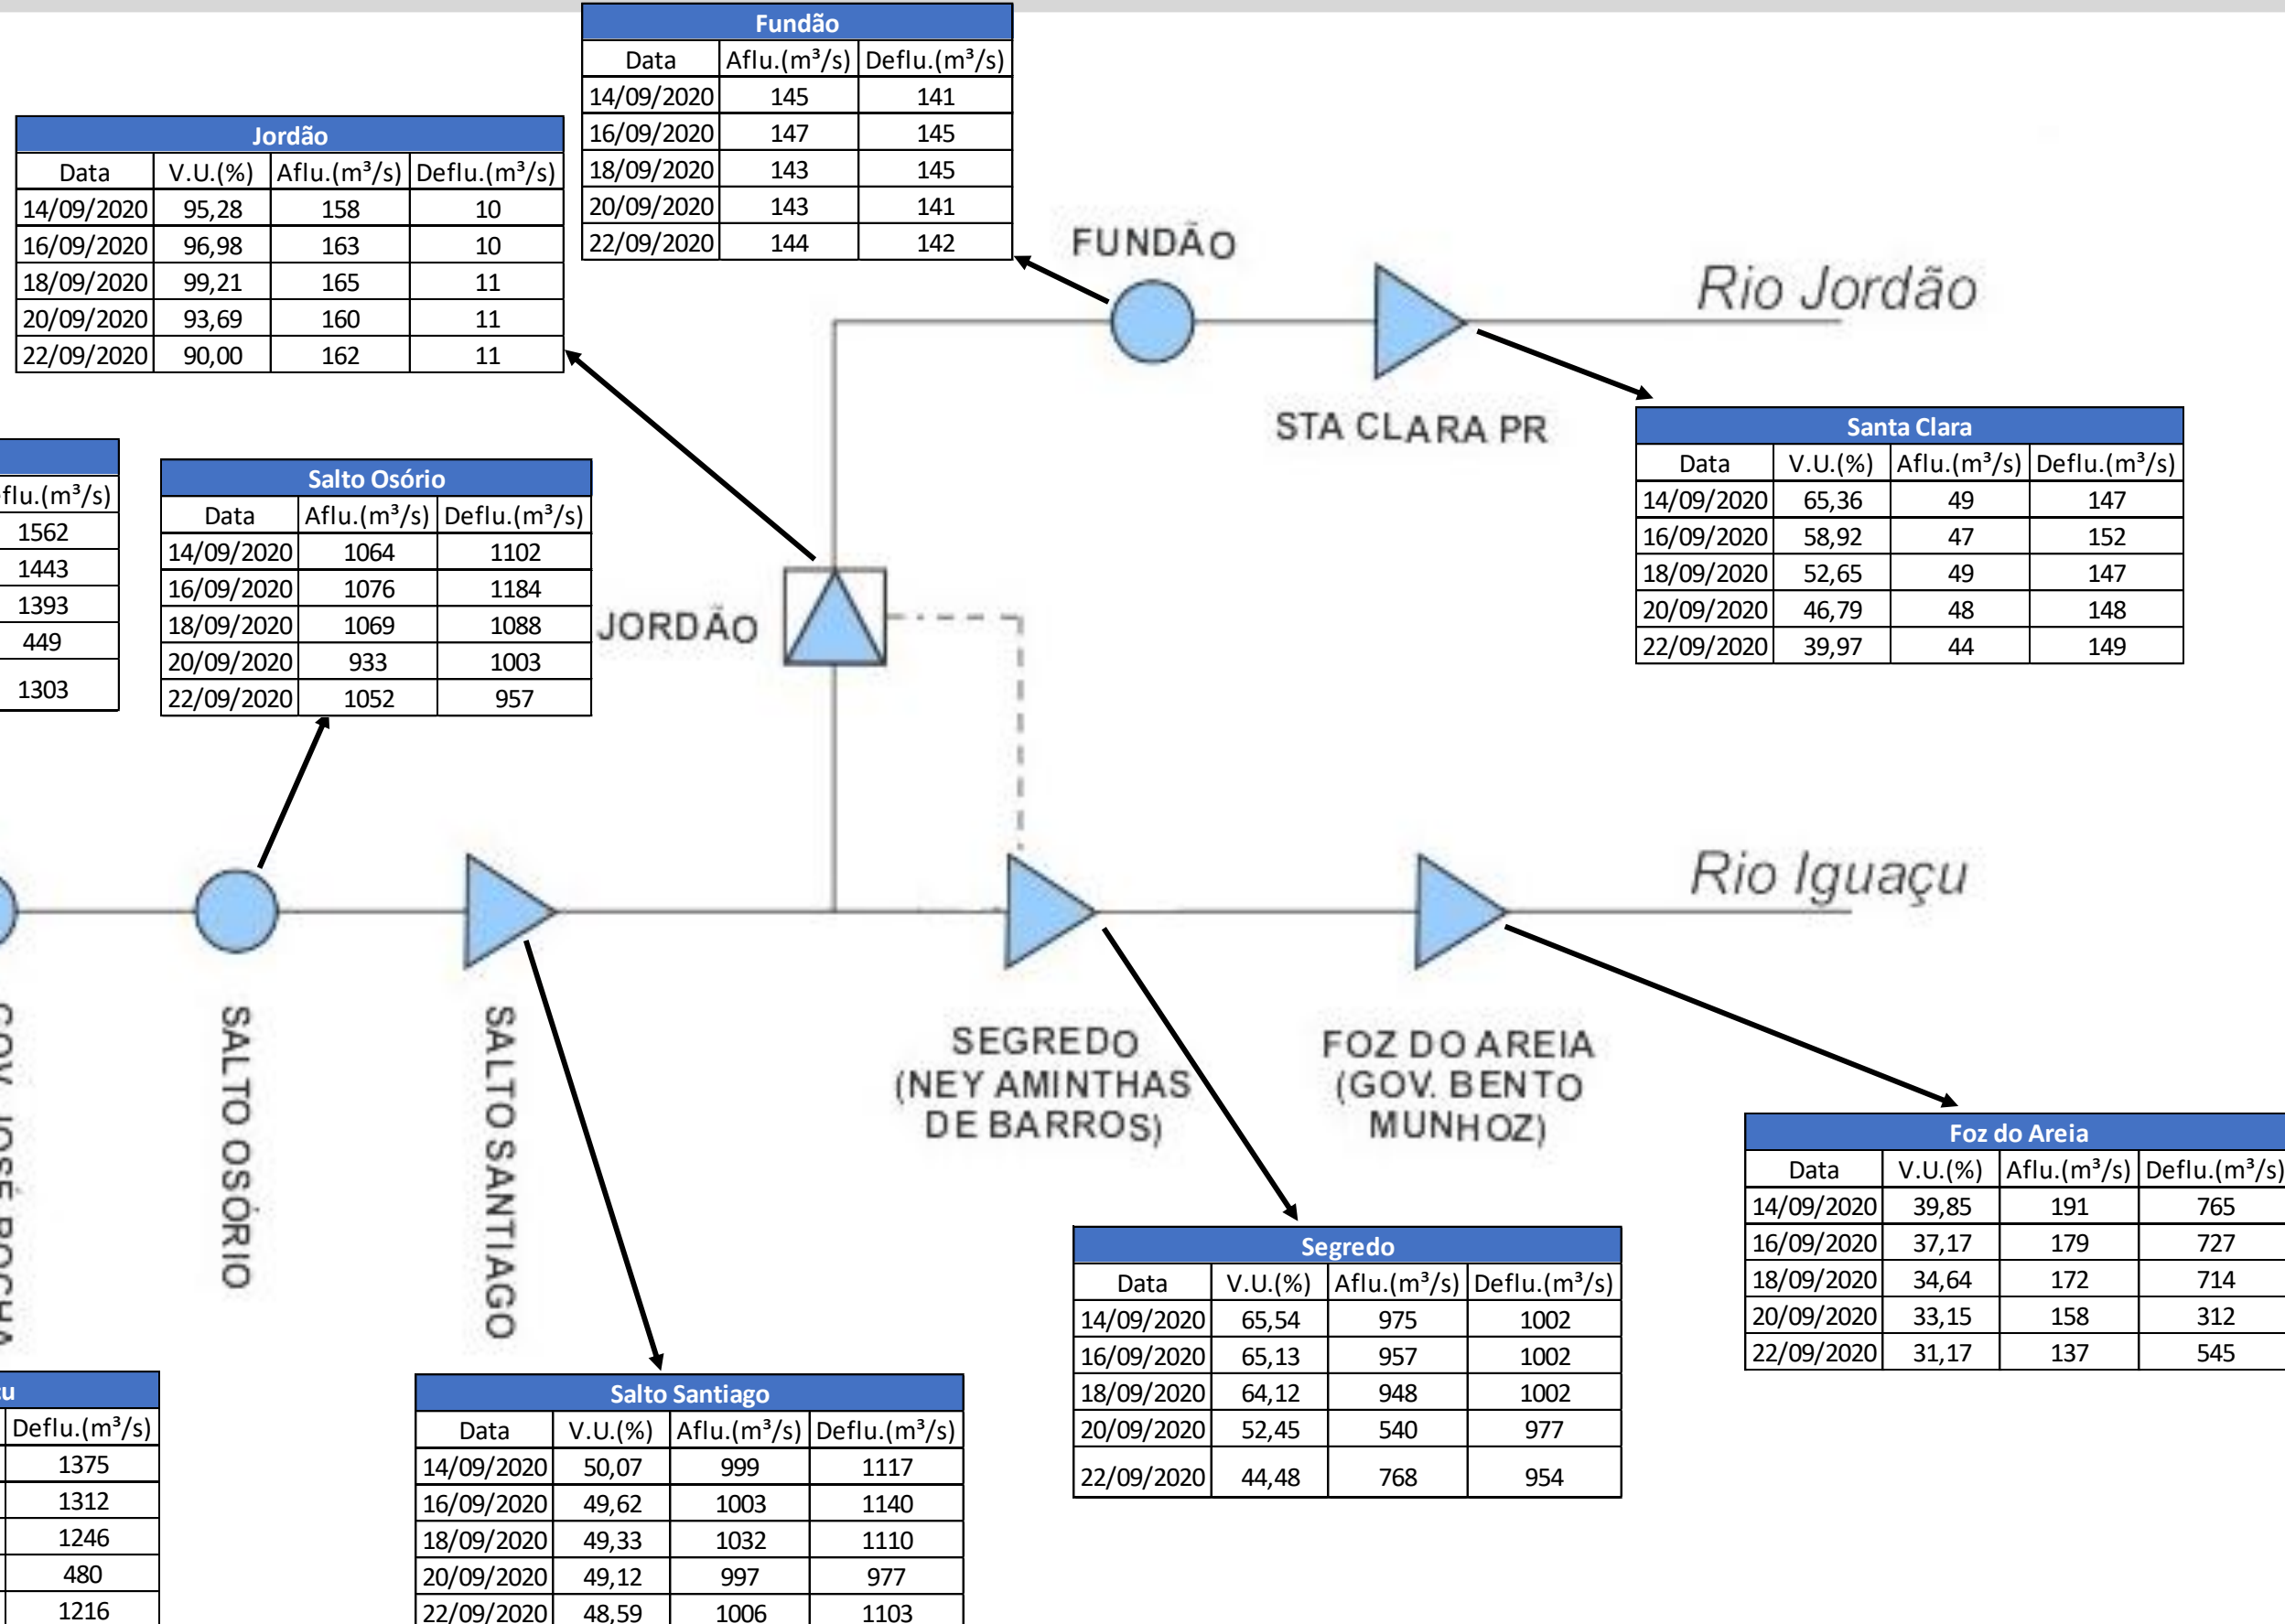 Fundão
Data Aflu.(m³/s) Deflu.(m³/s)
14/09/2020 145 141
16/09/2020 147 145
18/09/2020 143 145
20/09/2020 143 141
22/09/2020 144 142
Jordão
Data V.U.(%) Aflu.(m³/s) Deflu.(m³/s)
14/09/2020 95,28 158 10
16/09/2020 96,98 163 10
18/09/2020 99,21 165 11
20/09/2020 93,69 160 11
22/09/2020 90,00 162 11
FUNDÃO
Rio Jordão
STA CLARA PR
Santa Clara
Data V.U.(%) Aflu.(m³/s) Deflu.(m³/s)
14/09/2020 65,36 49 147
16/09/2020 58,92 47 152
18/09/2020 52,65 49 147
20/09/2020 46,79 48 148
22/09/2020 39,97 44 149
flu.(m³/s)
1562
1443
1393
449
1303
Salto Osório
Data Aflu.(m³/s) Deflu.(m³/s)
14/09/2020 1064 1102
16/09/2020 1076 1184
18/09/2020 1069 1088
20/09/2020 933 1003
22/09/2020 1052 957
JORDÃO
Rio Iguaçu
GOV. JOSÉ ROCHA
SALTO OSÓRIO
SALTO SANTIAGO
SEGREDO
(NEY AMINTHAS
DE BARROS)
FOZ DO AREIA
(GOV. BENTO
MUNHOZ)
Foz do Areia
Data V.U.(%) Aflu.(m³/s) Deflu.(m³/s)
14/09/2020 39,85 191 765
16/09/2020 37,17 179 727
18/09/2020 34,64 172 714
20/09/2020 33,15 158 312
22/09/2020 31,17 137 545
Segredo
Data V.U.(%) Aflu.(m³/s) Deflu.(m³/s)
14/09/2020 65,54 975 1002
16/09/2020 65,13 957 1002
18/09/2020 64,12 948 1002
20/09/2020 52,45 540 977
22/09/2020 44,48 768 954
Deflu.(m³/s)
1375
1312
1246
480
1216
Salto Santiago
Data V.U.(%) Aflu.(m³/s) Deflu.(m³/s)
14/09/2020 50,07 999 1117
16/09/2020 49,62 1003 1140
18/09/2020 49,33 1032 1110
20/09/2020 49,12 997 977
22/09/2020 48,59 1006 1103